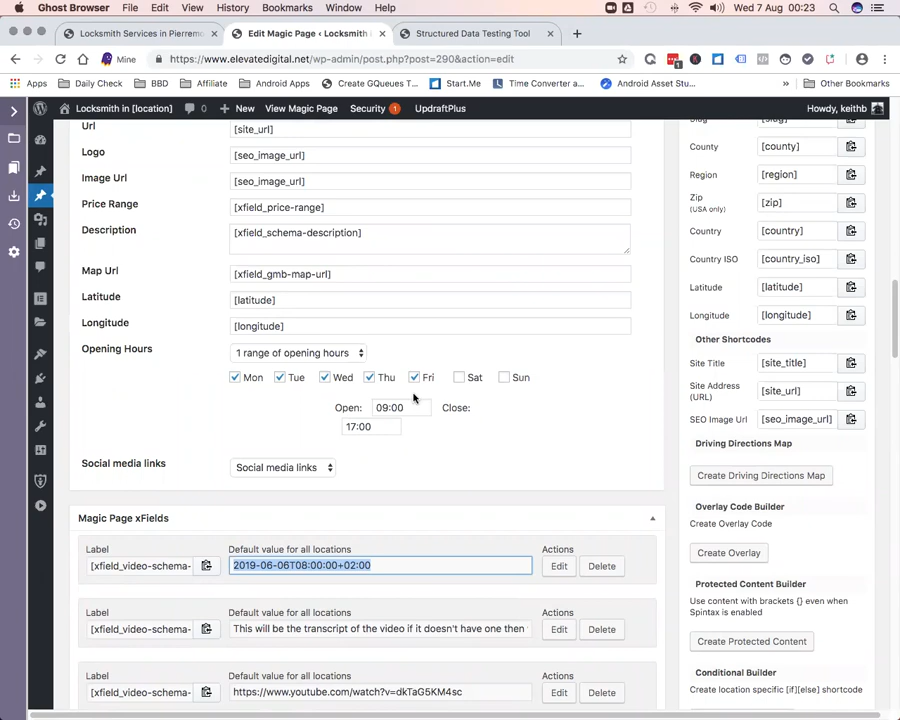 Ghost Browser File Edit View History Bookmarks Window Help Wed 7 Aug 00:23
Locksmith Services in Pierremo × Edit Magic Page ‹ Locksmith L × Structured Data Testing Tool ×
Mine https://www.elevatedigital.net/wp-admin/post.php?post=290&action=edit
Apps Daily Check BBD Affiliate Android Apps Create GQueues T Start.Me Time Converter a Android Asset Stu Other Bookmarks
Locksmith in [location] 0 New View Magic Page Security 1 UpdraftPlus Howdy, keithb
Url [site_url]
Logo [seo_image_url]
Image Url [seo_image_url]
Price Range [xfield_price-range]
Description [xfield_schema-description]
Map Url [xfield_gmb-map-url]
Latitude [latitude]
Longitude [longitude]
Opening Hours 1 range of opening hours
Mon Tue Wed Thu Fri Sat Sun
Open: 09:00 Close:
17:00
Social media links Social media links
Magic Page xFields
Label Default value for all locations Actions
[xfield_video-schema- 2019-06-06T08:00:00+02:00 Edit Delete
Label Default value for all locations Actions
[xfield_video-schema- This will be the transcript of the video if it doesn't have one then Edit Delete
Label Default value for all locations Actions
[xfield_video-schema- https://www.youtube.com/watch?v=dkTaG5KM4sc Edit Delete
Slug [slug]
County [county]
Region [region]
Zip [zip]
(USA only)
Country [country]
Country ISO [country_iso]
Latitude [latitude]
Longitude [longitude]
Other Shortcodes
Site Title [site_title]
Site Address
(URL) [site_url]
SEO Image Url [seo_image_url]
Driving Directions Map
Create Driving Directions Map
Overlay Code Builder
Create Overlay Code
Create Overlay
Protected Content Builder
Use content with brackets {} even when
Spintax is enabled
Create Protected Content
Conditional Builder
Create location specific [if][else] shortcode